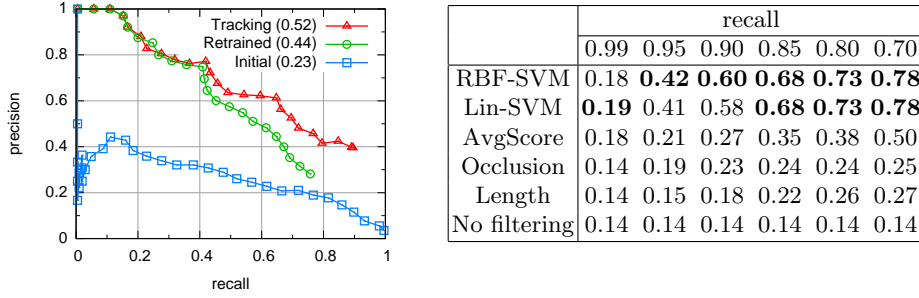 1
0.8
0.6
0.4
0.2
0
precision
Tracking (0.52)
Retrained (0.44)
Initial (0.23)
0 0.2 0.4 0.6 0.8 1
recall
recall
0.99 0.95 0.90 0.85 0.80 0.70
RBF-SVM 0.18 0.42 0.60 0.68 0.73 0.78
Lin-SVM 0.19 0.41 0.58 0.68 0.73 0.78
AvgScore 0.18 0.21 0.27 0.35 0.38 0.50
Occlusion 0.14 0.19 0.23 0.24 0.24 0.25
Length 0.14 0.15 0.18 0.22 0.26 0.27
No filtering 0.14 0.14 0.14 0.14 0.14 0.14